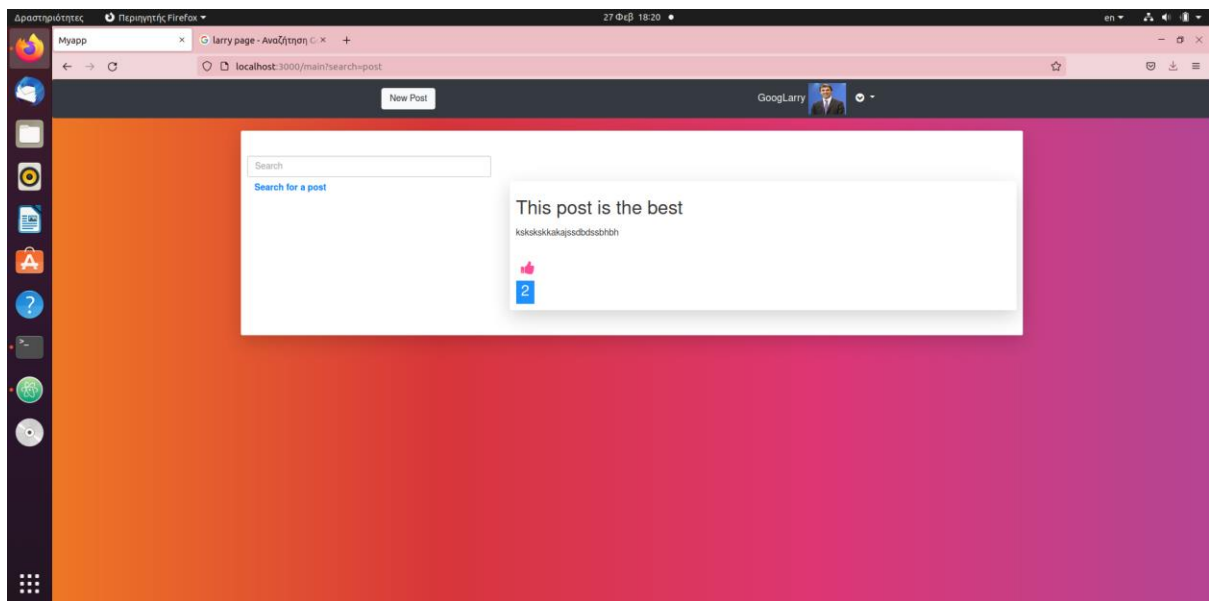 Δραστηριότητες Περιηγητής Firefox 27 Φεβ 18:20 en
Myapp
larry page - Αναζήτηση G
localhost:3000/main?search=post
New Post
GoogLarry
Search
Search for a post
This post is the best
ksksksskkakajssdbdssbhbh
2